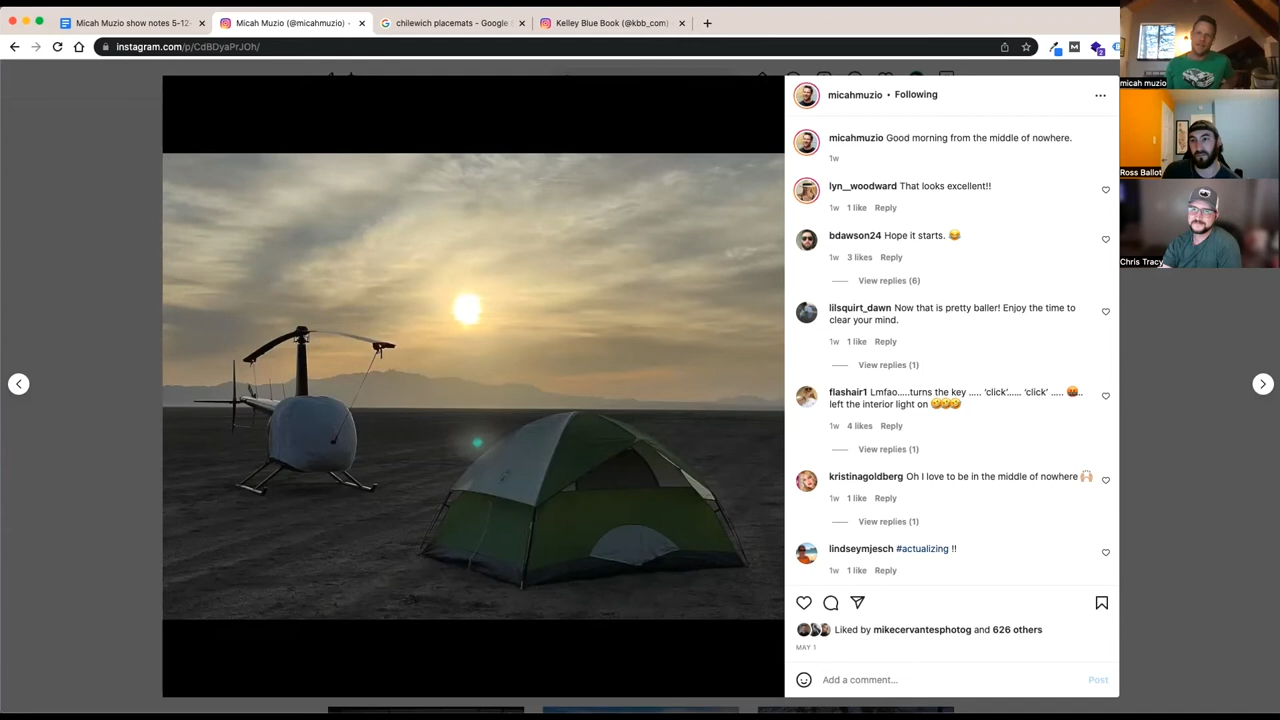 Micah Muzio show notes 5-12-
Micah Muzio (@micahmuzio) •
chilewich placemats - Google S
Kelley Blue Book (@kbb_com) •
instagram.com/p/CdBDyaPrJOh/
micahmuzio • Following
micahmuzio Good morning from the middle of nowhere.
1w
lyn__woodward That looks excellent!!
1w 1 like Reply
bdawson24 Hope it starts. 😂
1w 3 likes Reply
View replies (6)
lilsquirt_dawn Now that is pretty baller! Enjoy the time to
clear your mind.
1w 1 like Reply
View replies (1)
flashair1 Lmfao.....turns the key ..... ‘click’...... ‘click’ ..... 🤬..
left the interior light on 🤣🤣🤣
1w 4 likes Reply
View replies (1)
kristinagoldberg Oh I love to be in the middle of nowhere 🙌🏻
1w 1 like Reply
View replies (1)
lindseymjesch #actualizing !!
1w 1 like Reply
Liked by mikecervantesphotog and 626 others
MAY 1
Add a comment...
Post
micah muzio
Ross Ballot
Chris Tracy